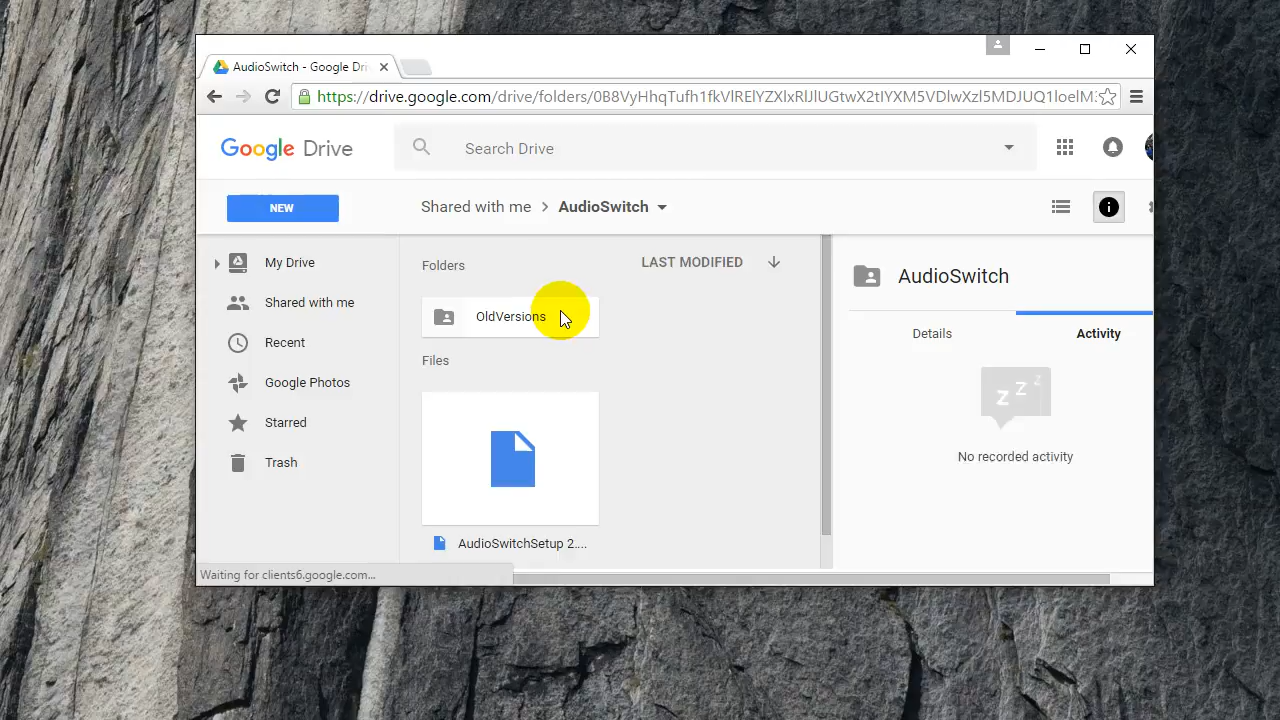 AudioSwitch - Google Dri
https://drive.google.com/drive/folders/
Google Drive
Search Drive
NEW
Shared with me > AudioSwitch
My Drive
Shared with me
Recent
Google Photos
Starred
Trash
Folders
LAST MODIFIED
OldVersions
Files
AudioSwitchSetup 2....
AudioSwitch
Details
Activity
z z z
No recorded activity
Waiting for clients6.google.com...